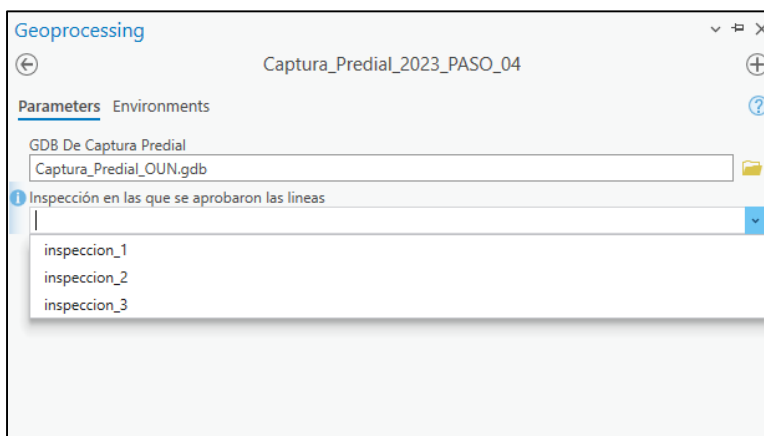 Geoprocessing
Captura_Predial_2023_PASO_04
Parameters Environments
GDB De Captura Predial
Captura_Predial_OUN.gdb
Inspección en las que se aprobaron las lineas
inspeccion_1
inspeccion_2
inspeccion_3